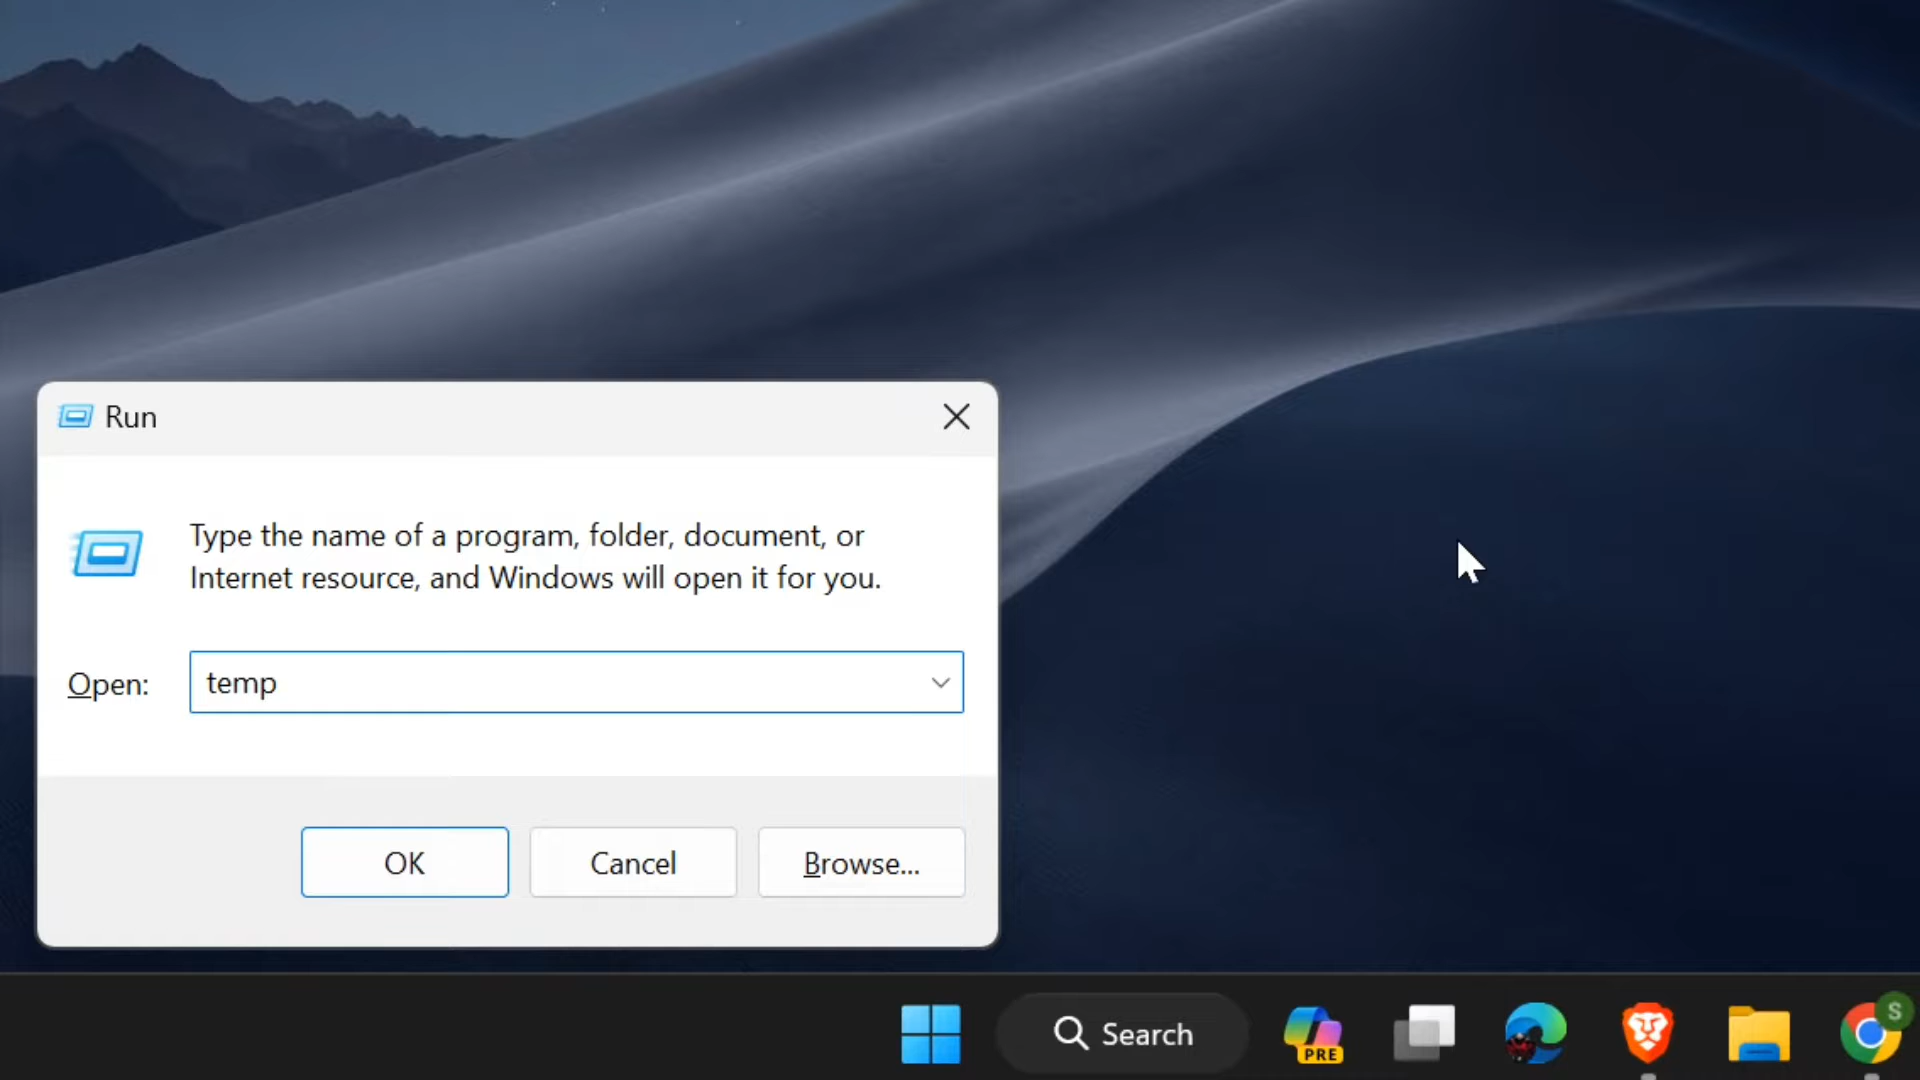 Run
Type the name of a program, folder, document, or
Internet resource, and Windows will open it for you.
Open:
temp
OK
Cancel
Browse...
Search
PRE
S